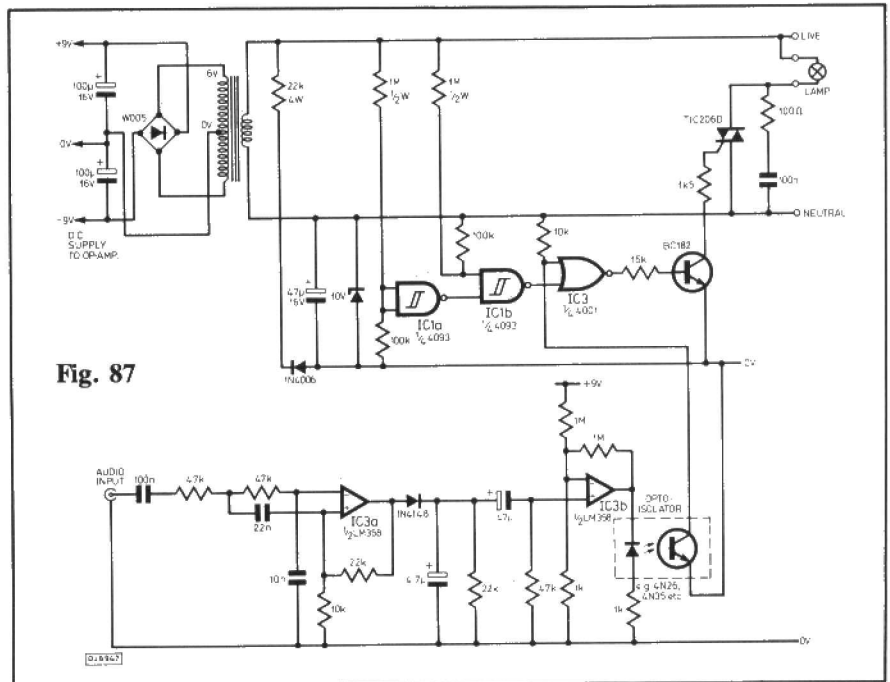 +9V
100µ
16V
W005
6V
0V
0V
100µ
16V
-9V
D.C.
SUPPLY
TO OP-AMP.
22k
4W
1M
½W
1M
½W
LIVE
LAMP
TIC206D
100Ω
100n
1k5
NEUTRAL
47µ
16V
10V
100k
10k
BC182
15k
IC1a
¼ 4093
IC1b
¼ 4093
IC3
¼ 4001
100k
1N4006
0V
Fig. 87
+9V
1M
1M
AUDIO
INPUT
100n
47k
47k
22n
IC3a
½LM358
1N4148
47µ
IC3b
½LM358
OPTO-
ISOLATOR
10n
22k
10k
4.7µ
22k
47k
1k
1k
e.g. 4N26,
4N35 etc
0V